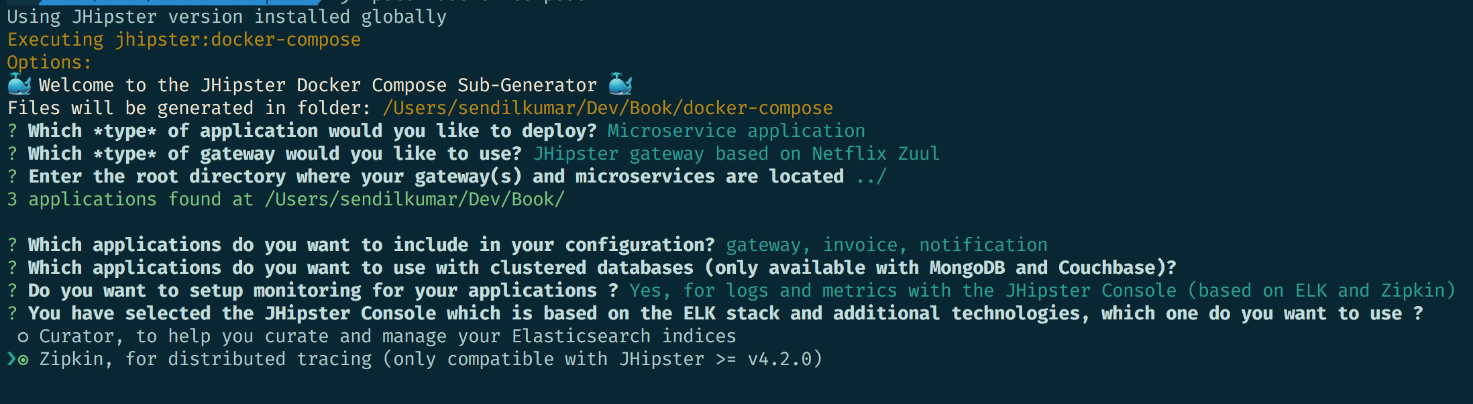 Using JHipster version installed globally
Executing jhipster:docker-compose
Options:
🐳 Welcome to the JHipster Docker Compose Sub-Generator 🐳
Files will be generated in folder: /Users/sendilkumar/Dev/Book/docker-compose
? Which *type* of application would you like to deploy? Microservice application
? Which *type* of gateway would you like to use? JHipster gateway based on Netflix Zuul
? Enter the root directory where your gateway(s) and microservices are located ../
3 applications found at /Users/sendilkumar/Dev/Book/
? Which applications do you want to include in your configuration? gateway, invoice, notification
? Which applications do you want to use with clustered databases (only available with MongoDB and Couchbase)?
? Do you want to setup monitoring for your applications ? Yes, for logs and metrics with the JHipster Console (based on ELK and Zipkin)
? You have selected the JHipster Console which is based on the ELK stack and additional technologies, which one do you want to use ?
○ Curator, to help you curate and manage your Elasticsearch indices
❯◉ Zipkin, for distributed tracing (only compatible with JHipster >= v4.2.0)